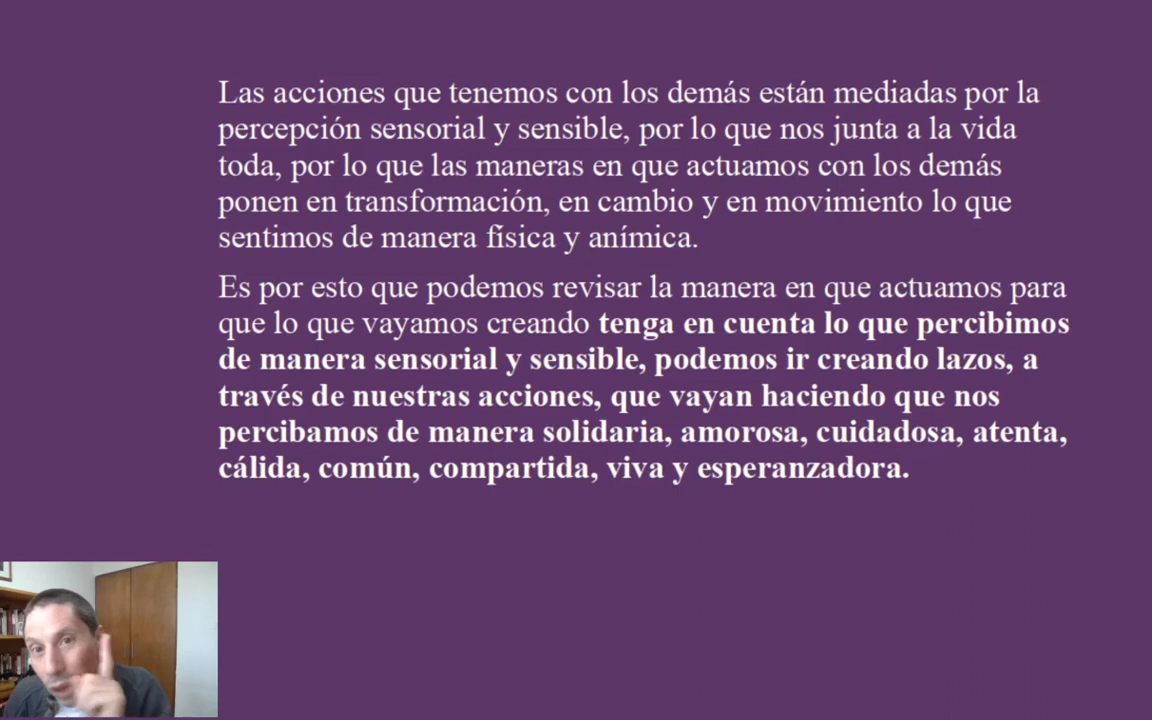 Las acciones que tenemos con los demás están mediadas por la
percepción sensorial y sensible, por lo que nos junta a la vida
toda, por lo que las maneras en que actuamos con los demás
ponen en transformación, en cambio y en movimiento lo que
sentimos de manera física y anímica.
Es por esto que podemos revisar la manera en que actuamos para
que lo que vayamos creando tenga en cuenta lo que percibimos
de manera sensorial y sensible, podemos ir creando lazos, a
través de nuestras acciones, que vayan haciendo que nos
percibamos de manera solidaria, amorosa, cuidadosa, atenta,
cálida, común, compartida, viva y esperanzadora.